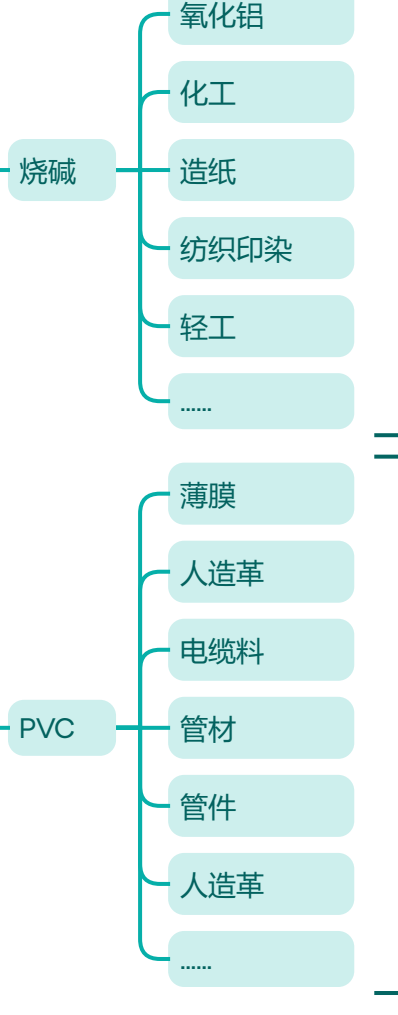 氧化铝
化工
烧碱
造纸
纺织印染
轻工
......
薄膜
人造革
电缆料
PVC
管材
管件
人造革
......